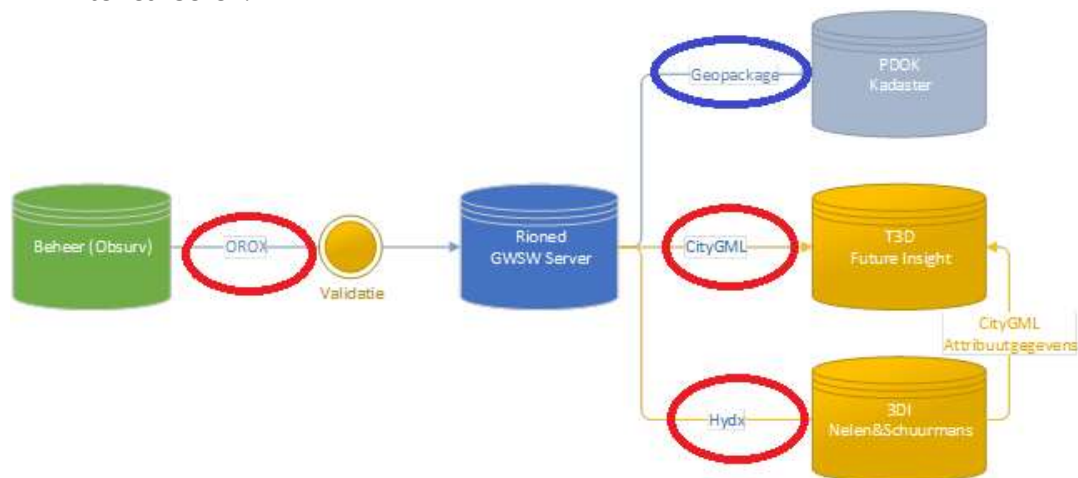 Geopackage
PDOK
Kadaster
Beheer (Obsurv)
OROX
Validatie
Rioned
GWSW Server
CityGML
T3D
Future Insight
CityGML
Attribuutgegevens
Hydx
3DI
Nelen&Schuurmans